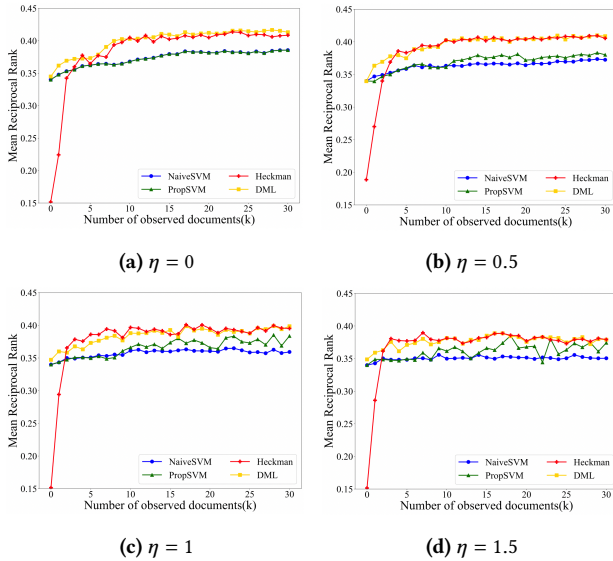 0.45
0.40
0.35
0.30
0.25
0.20
0.15
Mean Reciprocal Rank
NaiveSVM Heckman
PropSVM DML
0 5 10 15 20 25 30
Number of observed documents(k)
(a) η = 0
0.45
0.40
0.35
0.30
0.25
0.20
0.15
Mean Reciprocal Rank
NaiveSVM Heckman
PropSVM DML
0 5 10 15 20 25 30
Number of observed documents(k)
(b) η = 0.5
0.45
0.40
0.35
0.30
0.25
0.20
0.15
Mean Reciprocal Rank
NaiveSVM Heckman
PropSVM DML
0 5 10 15 20 25 30
Number of observed documents(k)
(c) η = 1
0.45
0.40
0.35
0.30
0.25
0.20
0.15
Mean Reciprocal Rank
NaiveSVM Heckman
PropSVM DML
0 5 10 15 20 25 30
Number of observed documents(k)
(d) η = 1.5